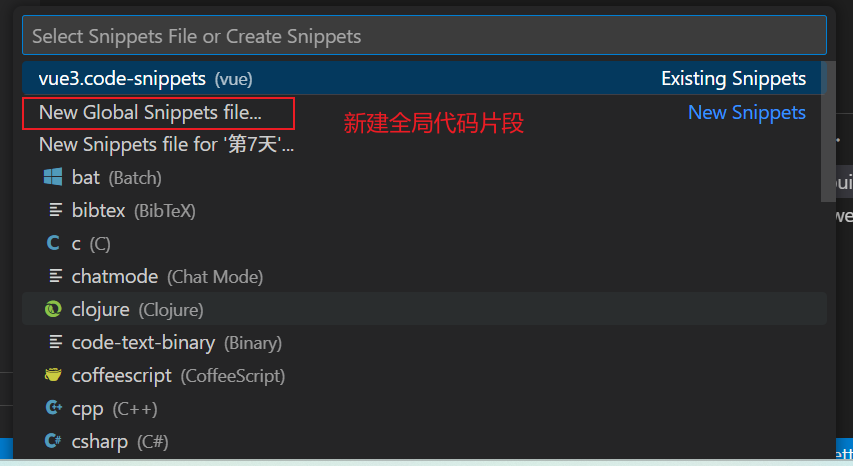 Select Snippets File or Create Snippets
vue3.code-snippets (vue) Existing Snippets
New Global Snippets file... 新建全局代码片段 New Snippets
New Snippets file for '第7天'...
bat (Batch)
bibtex (BibTeX)
C c (C)
chatmode (Chat Mode)
clojure (Clojure)
code-text-binary (Binary)
coffeescript (CoffeeScript)
cpp (C++)
csharp (C#)